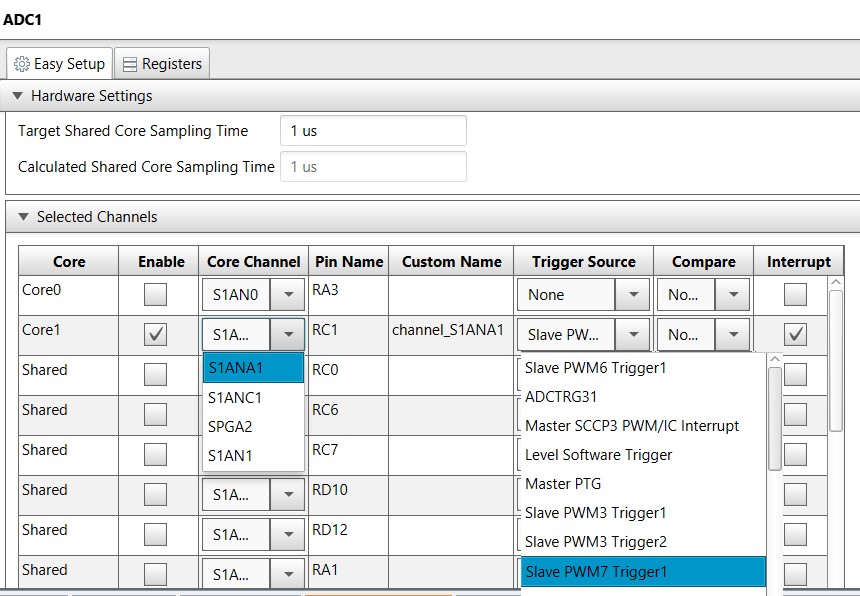 ADC1
Easy Setup
Registers
Hardware Settings
Target Shared Core Sampling Time
1 us
Calculated Shared Core Sampling Time
1 us
Selected Channels
Core Enable Core Channel Pin Name Custom Name Trigger Source Compare Interrupt
Core0 S1AN0 RA3 None No...
Core1 S1A... RC1 channel_S1ANA1 Slave PW... No...
Shared S1ANA1 RC0 Slave PWM6 Trigger1
S1ANC1 ADCTRG31
Shared SPGA2 RC6 Master SCCP3 PWM/IC Interrupt
Shared S1AN1 RC7 Level Software Trigger
Master PTG
Shared S1A... RD10 Slave PWM3 Trigger1
Shared S1A... RD12 Slave PWM3 Trigger2
Shared S1A... RA1 Slave PWM7 Trigger1